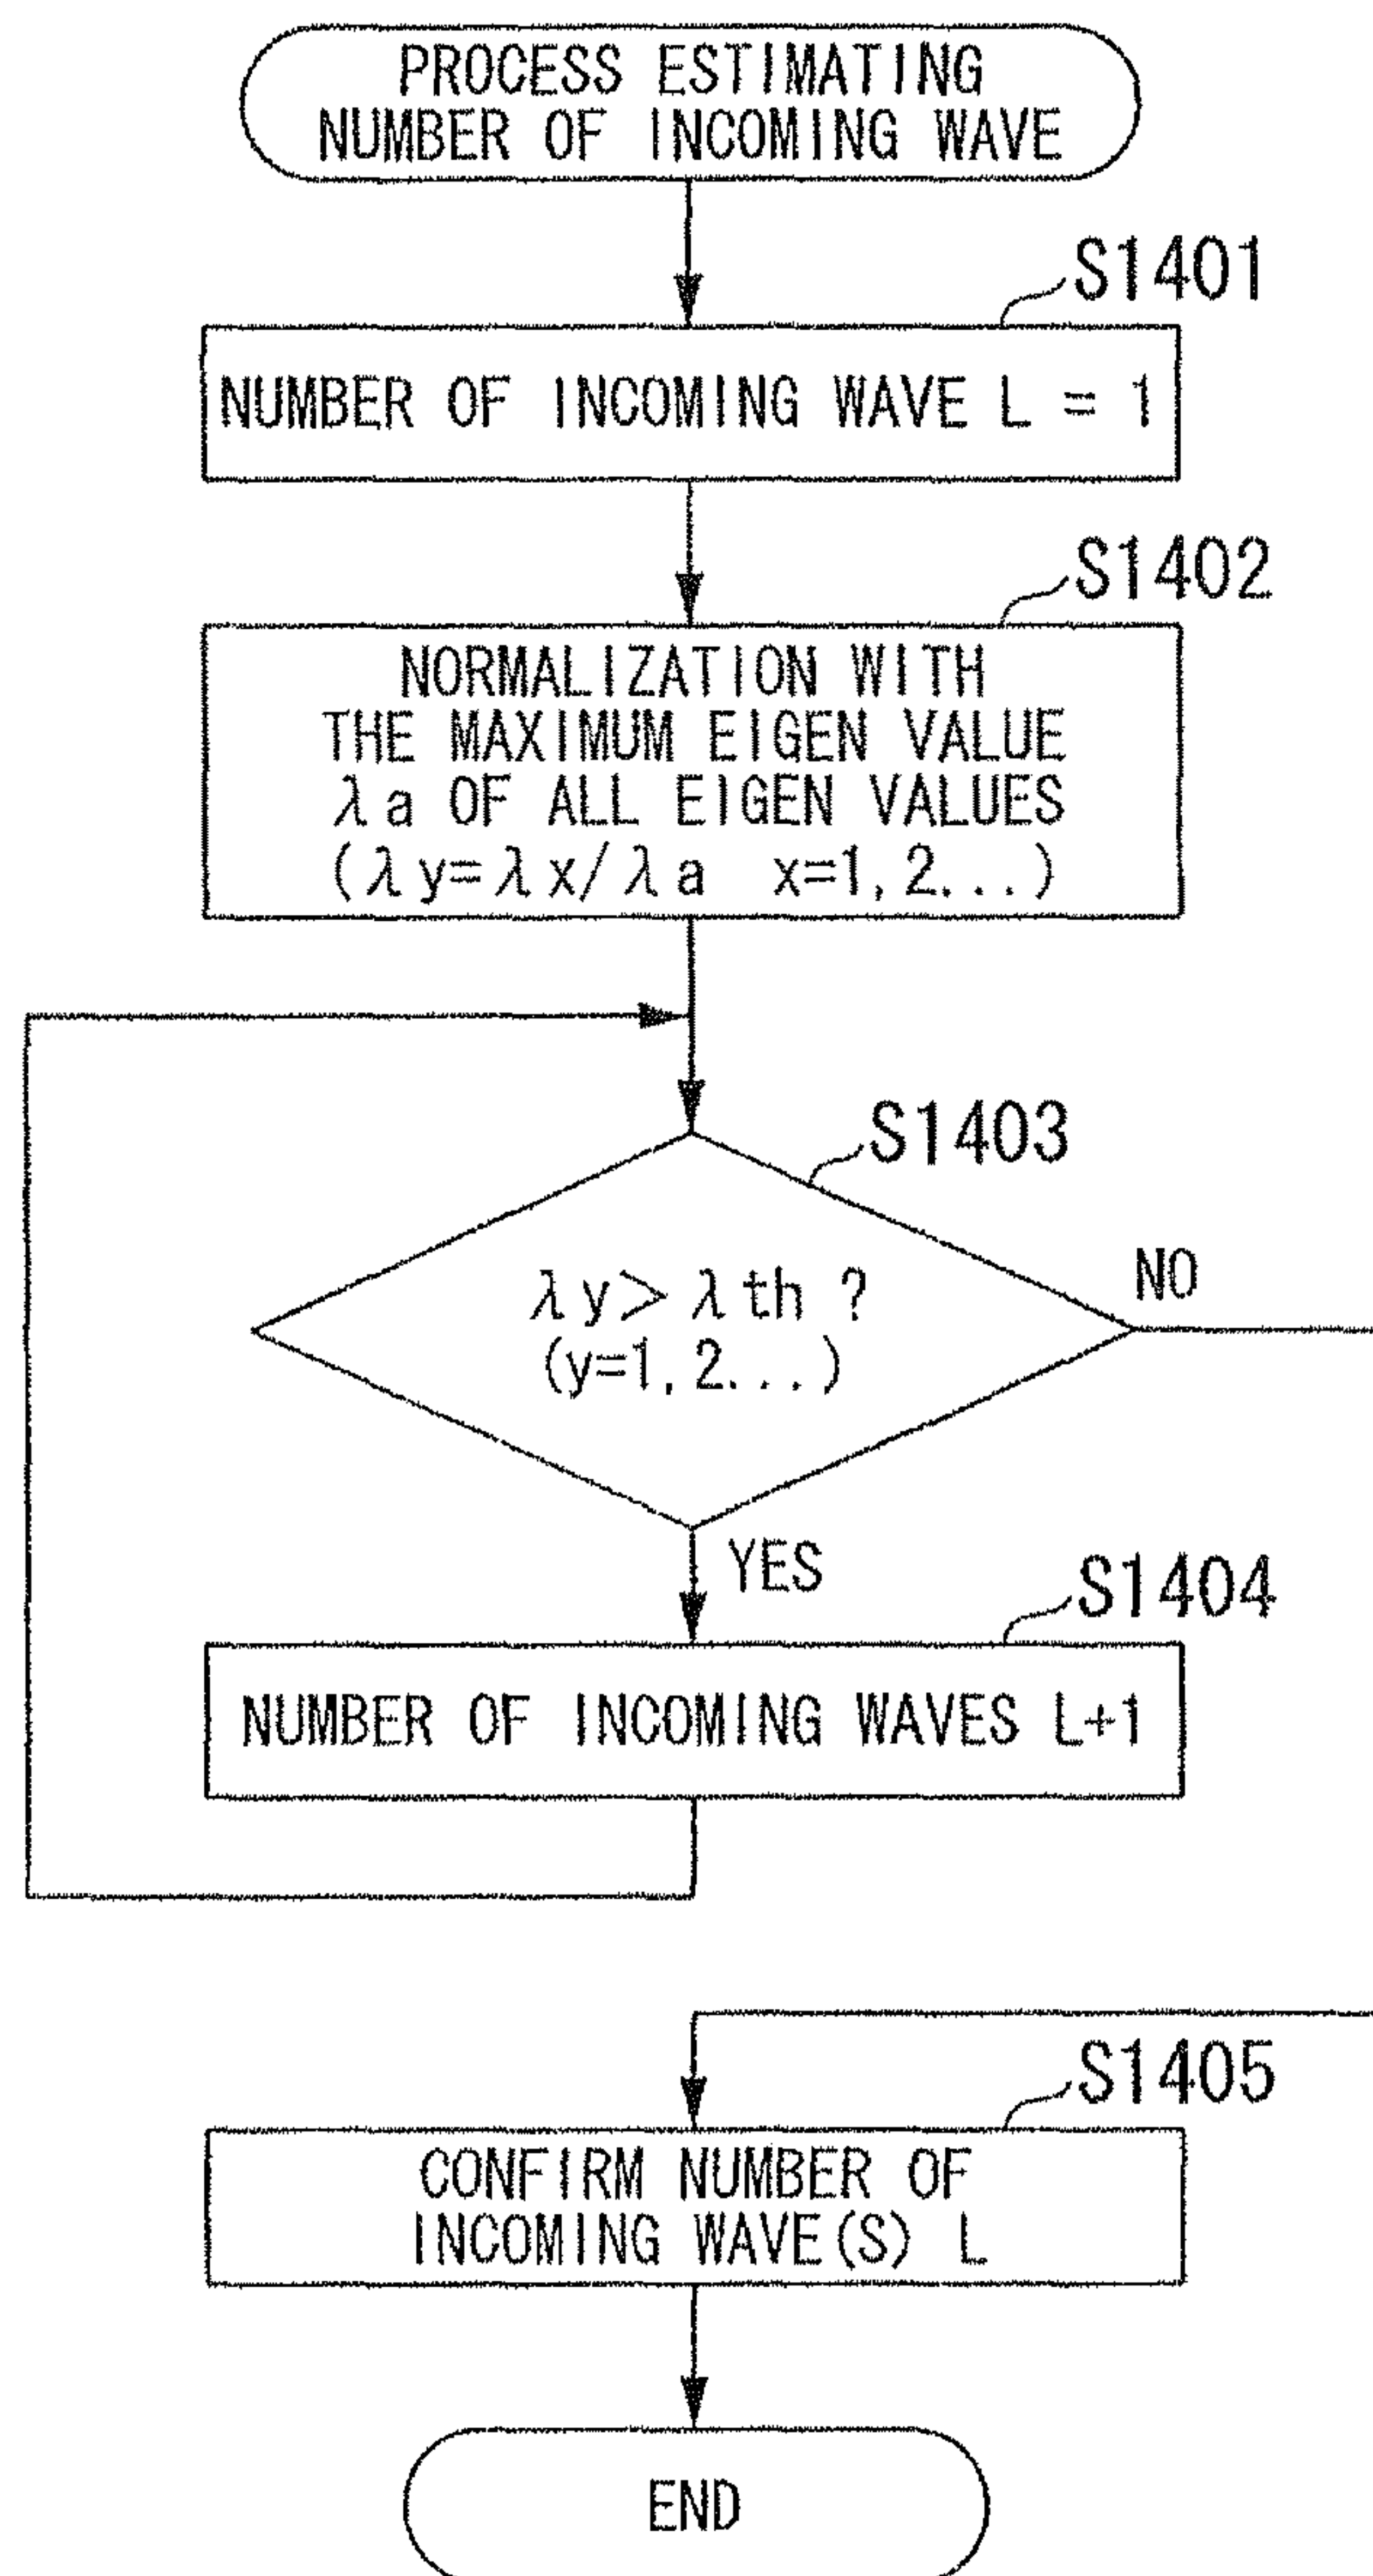 PROCESS ESTIMATING
NUMBER OF INCOMING WAVE
S1401
NUMBER OF INCOMING WAVE L = 1
S1402
NORMALIZATION WITH
THE MAXIMUM EIGEN VALUE
λa OF ALL EIGEN VALUES
(λy=λx/λa x=1,2...)
S1403
λy>λth ?
(y=1,2...)
NO
YES
S1404
NUMBER OF INCOMING WAVES L+1
S1405
CONFIRM NUMBER OF
INCOMING WAVE(S) L
END